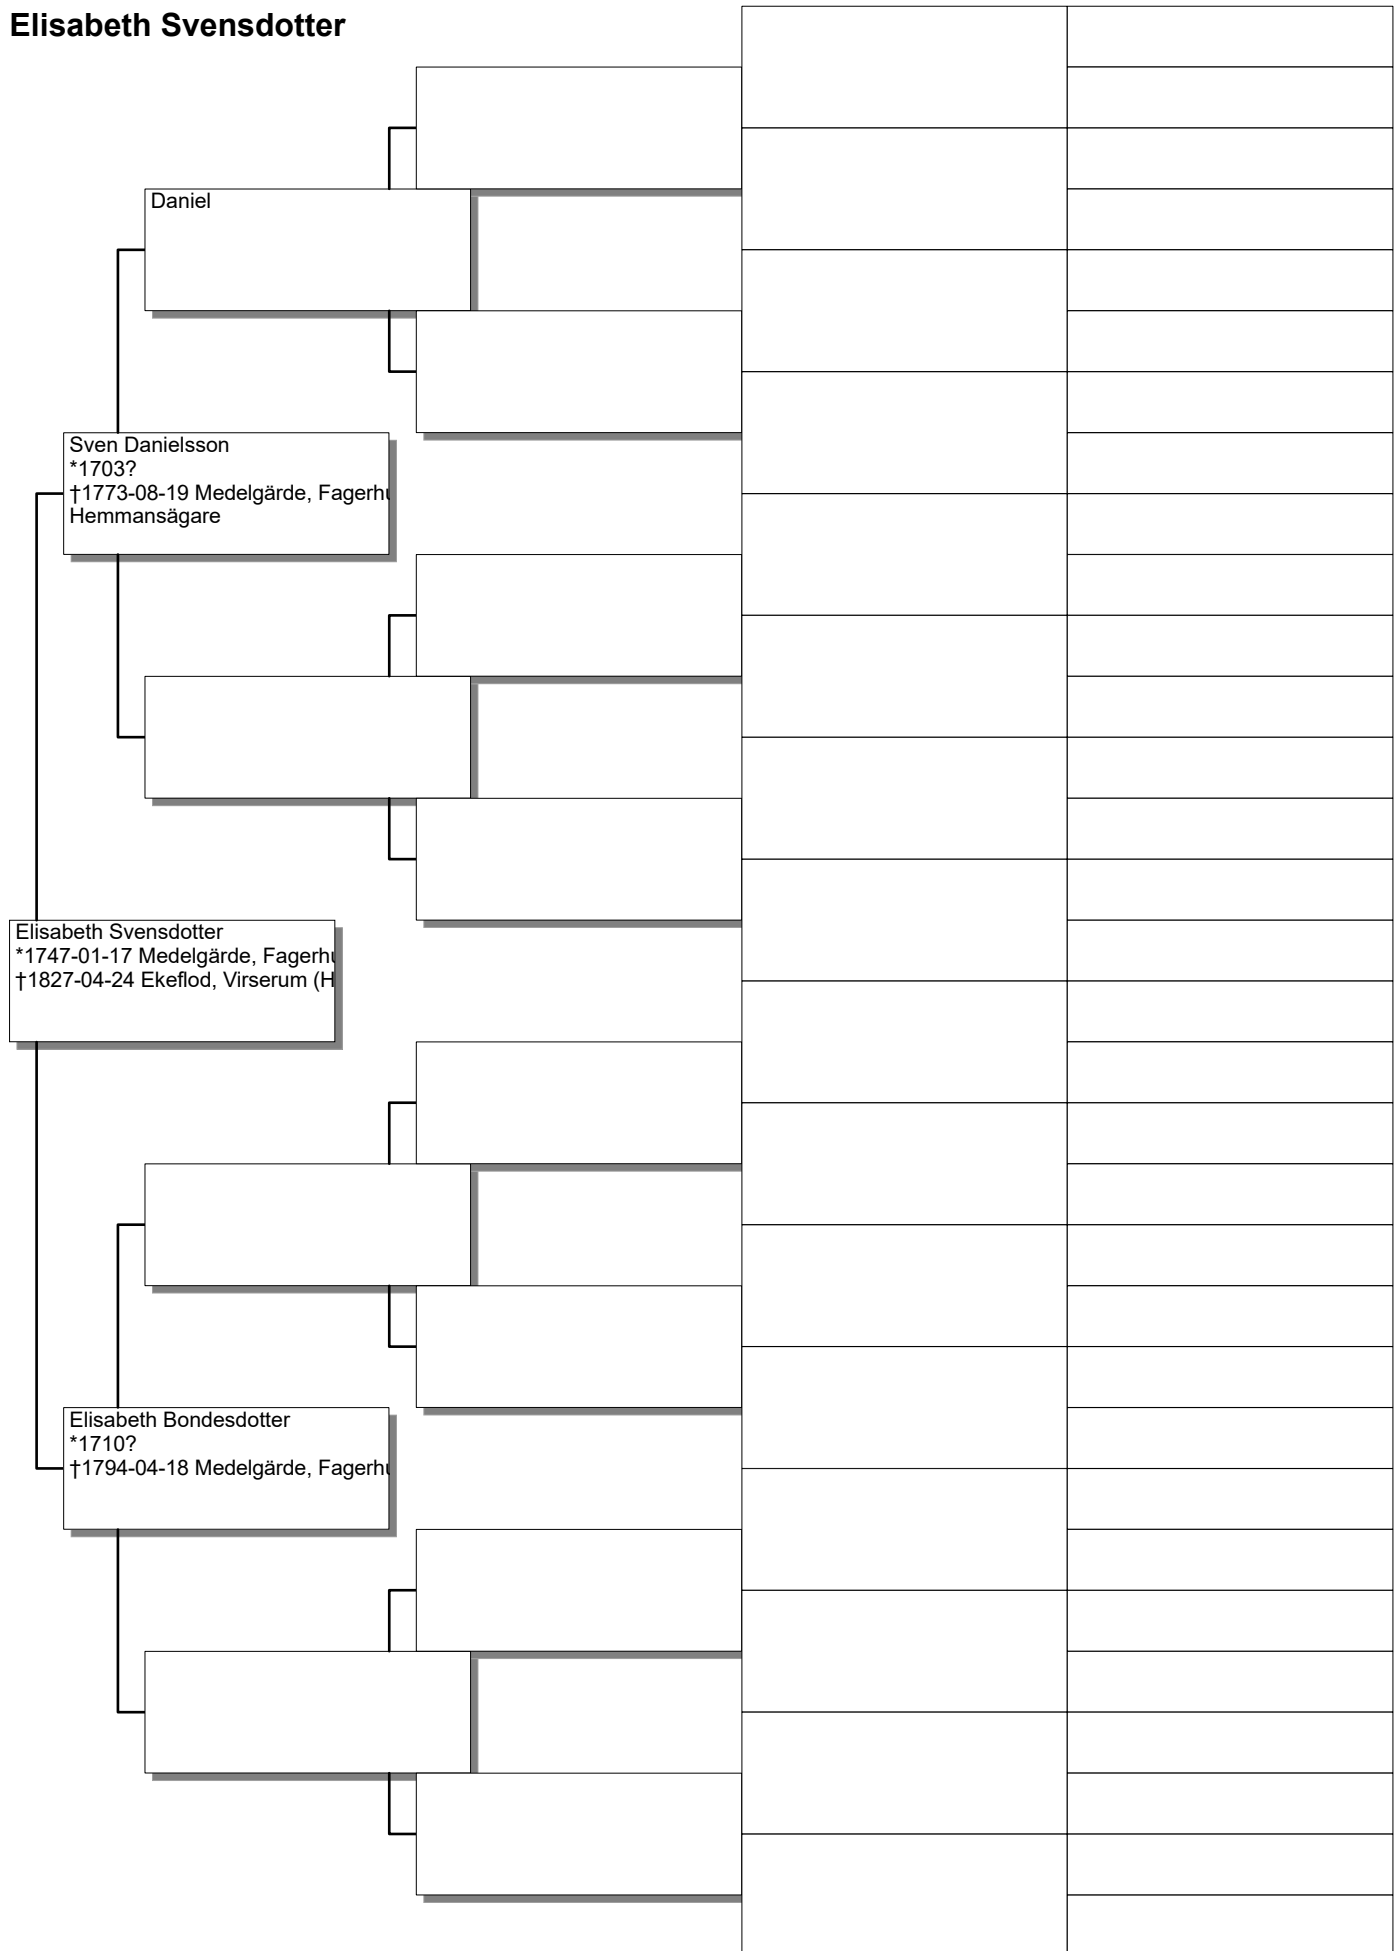 Elisabeth Svensdotter
Daniel
Sven Danielsson
*1703?
†1773-08-19 Medelgärde, Fagerhu
Hemmansägare
Elisabeth Svensdotter
*1747-01-17 Medelgärde, Fagerhu
†1827-04-24 Ekeflod, Virserum (H
Elisabeth Bondesdotter
*1710?
†1794-04-18 Medelgärde, Fagerhu